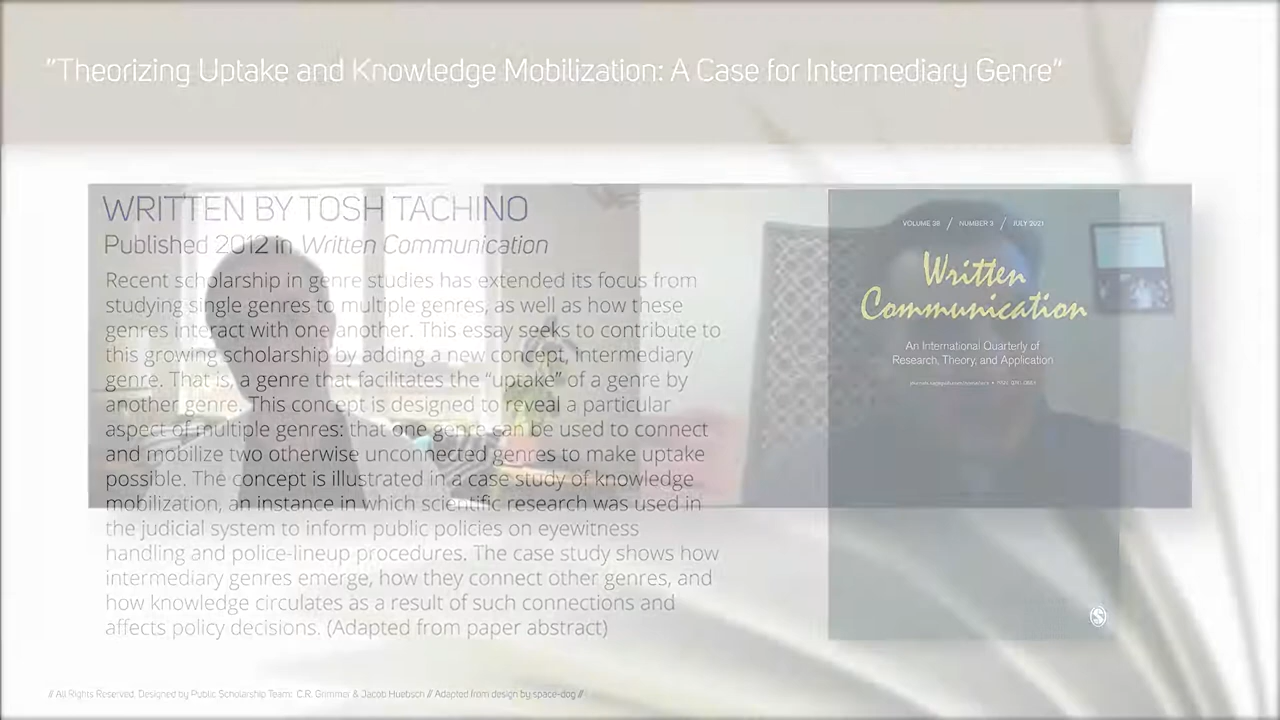 "Theorizing Uptake and Knowledge Mobilization: A Case for Intermediary Genre"
WRITTEN BY TOSH TACHINO
Published 2012 in Written Communication
Recent scholarship in genre studies has extended its focus from
studying single genres to multiple genres, as well as how these
genres interact with one another. This essay seeks to contribute to
this growing scholarship by adding a new concept, intermediary
genre. That is, a genre that facilitates the “uptake” of a genre by
another genre. This concept is designed to reveal a particular
aspect of multiple genres: that one genre can be used to connect
and mobilize two otherwise unconnected genres to make uptake
possible. The concept is illustrated in a case study of knowledge
mobilization, an instance in which scientific research was used in
the judicial system to inform public policies on eyewitness
handling and police-lineup procedures. The case study shows how
intermediary genres emerge, how they connect other genres, and
how knowledge circulates as a result of such connections and
affects policy decisions. (Adapted from paper abstract)
VOLUME 38 / NUMBER 3 / JULY 2021
Written
Communication
An International Quarterly of
Research, Theory, and Application
// All Rights Reserved. Designed by Public Scholarship Team: C.R. Grimmer & Jacob Huebsch // Adapted from design by space-dog //